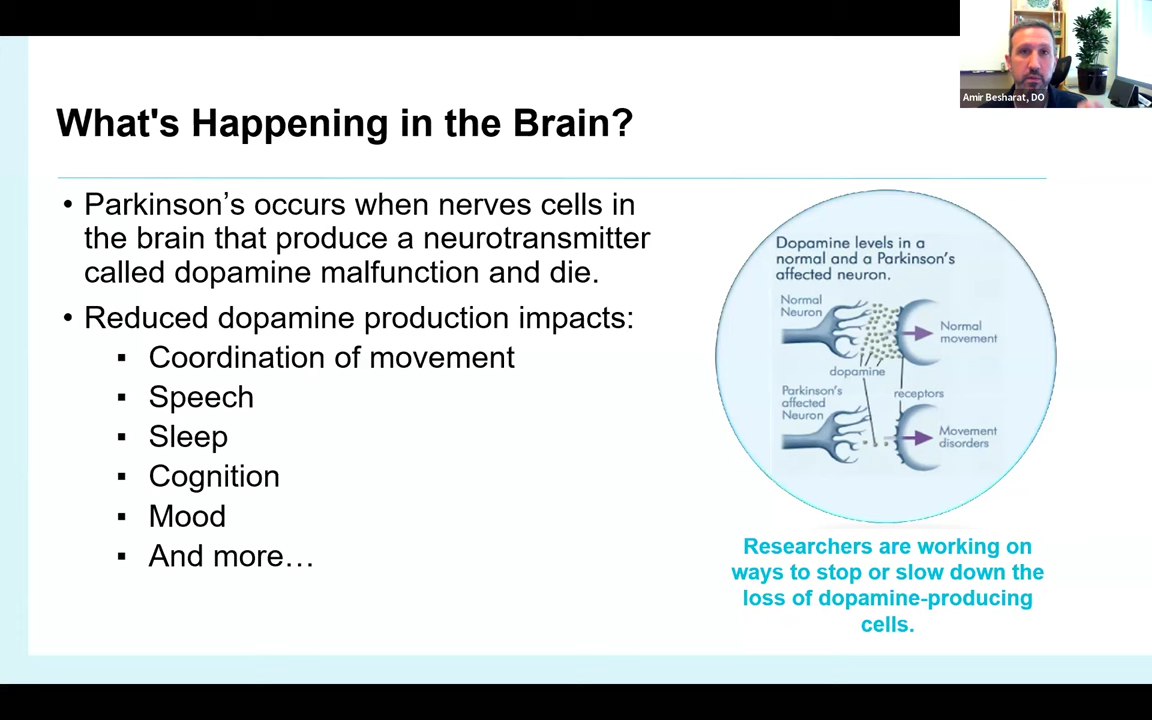 Amir Besharat, DO
What's Happening in the Brain?
• Parkinson’s occurs when nerves cells in
the brain that produce a neurotransmitter
called dopamine malfunction and die.
• Reduced dopamine production impacts:
▪ Coordination of movement
▪ Speech
▪ Sleep
▪ Cognition
▪ Mood
▪ And more…
Dopamine levels in a
normal and a Parkinson's
affected neuron.
Normal
Neuron
Normal
movement
dopamine
Parkinson's
affected
Neuron
receptors
Movement
disorders
Researchers are working on
ways to stop or slow down the
loss of dopamine-producing
cells.